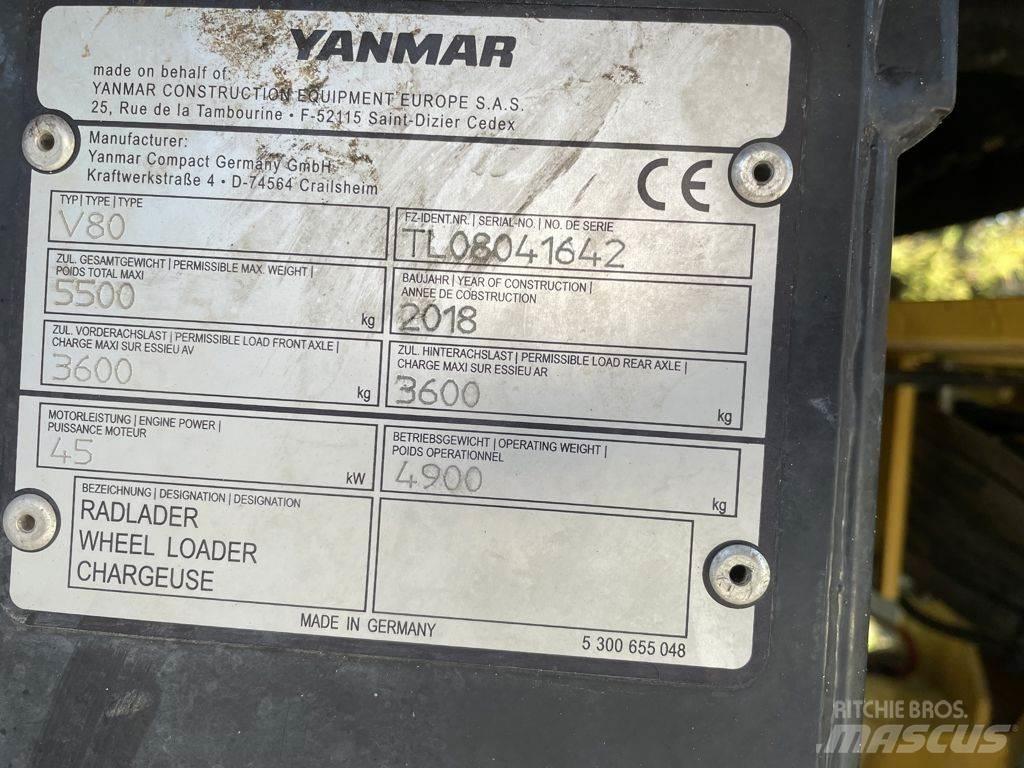 YANMAR
made on behalf of:
YANMAR CONSTRUCTION EQUIPMENT EUROPE S.A.S.
25, Rue de la Tambourine • F-52115 Saint-Dizier Cedex
Manufacturer:
Yanmar Compact Germany GmbH
Kraftwerkstraße 4 • D-74564 Crailsheim
CE
TYP | TYPE | TYPE
V80
FZ-IDENT.NR. | SERIAL-NO. | NO. DE SERIE
TL08041642
ZUL. GESAMTGEWICHT | PERMISSIBLE MAX. WEIGHT |
POIDS TOTAL MAXI
5500 kg
BAUJAHR | YEAR OF CONSTRUCTION |
ANNEE DE COBSTRUCTION
2018
ZUL. VORDERACHSLAST | PERMISSIBLE LOAD FRONT AXLE |
CHARGE MAXI SUR ESSIEU AV
3600 kg
ZUL. HINTERACHSLAST | PERMISSIBLE LOAD REAR AXLE |
CHARGE MAXI SUR ESSIEU AR
3600 kg
MOTORLEISTUNG | ENGINE POWER |
PUISSANCE MOTEUR
45 kW
BETRIEBSGEWICHT | OPERATING WEIGHT |
POIDS OPERATIONNEL
4900 kg
BEZEICHNUNG | DESIGNATION | DESIGNATION
RADLADER
WHEEL LOADER
CHARGEUSE
MADE IN GERMANY
5 300 655 048
RITCHIE BROS.
MASCUS